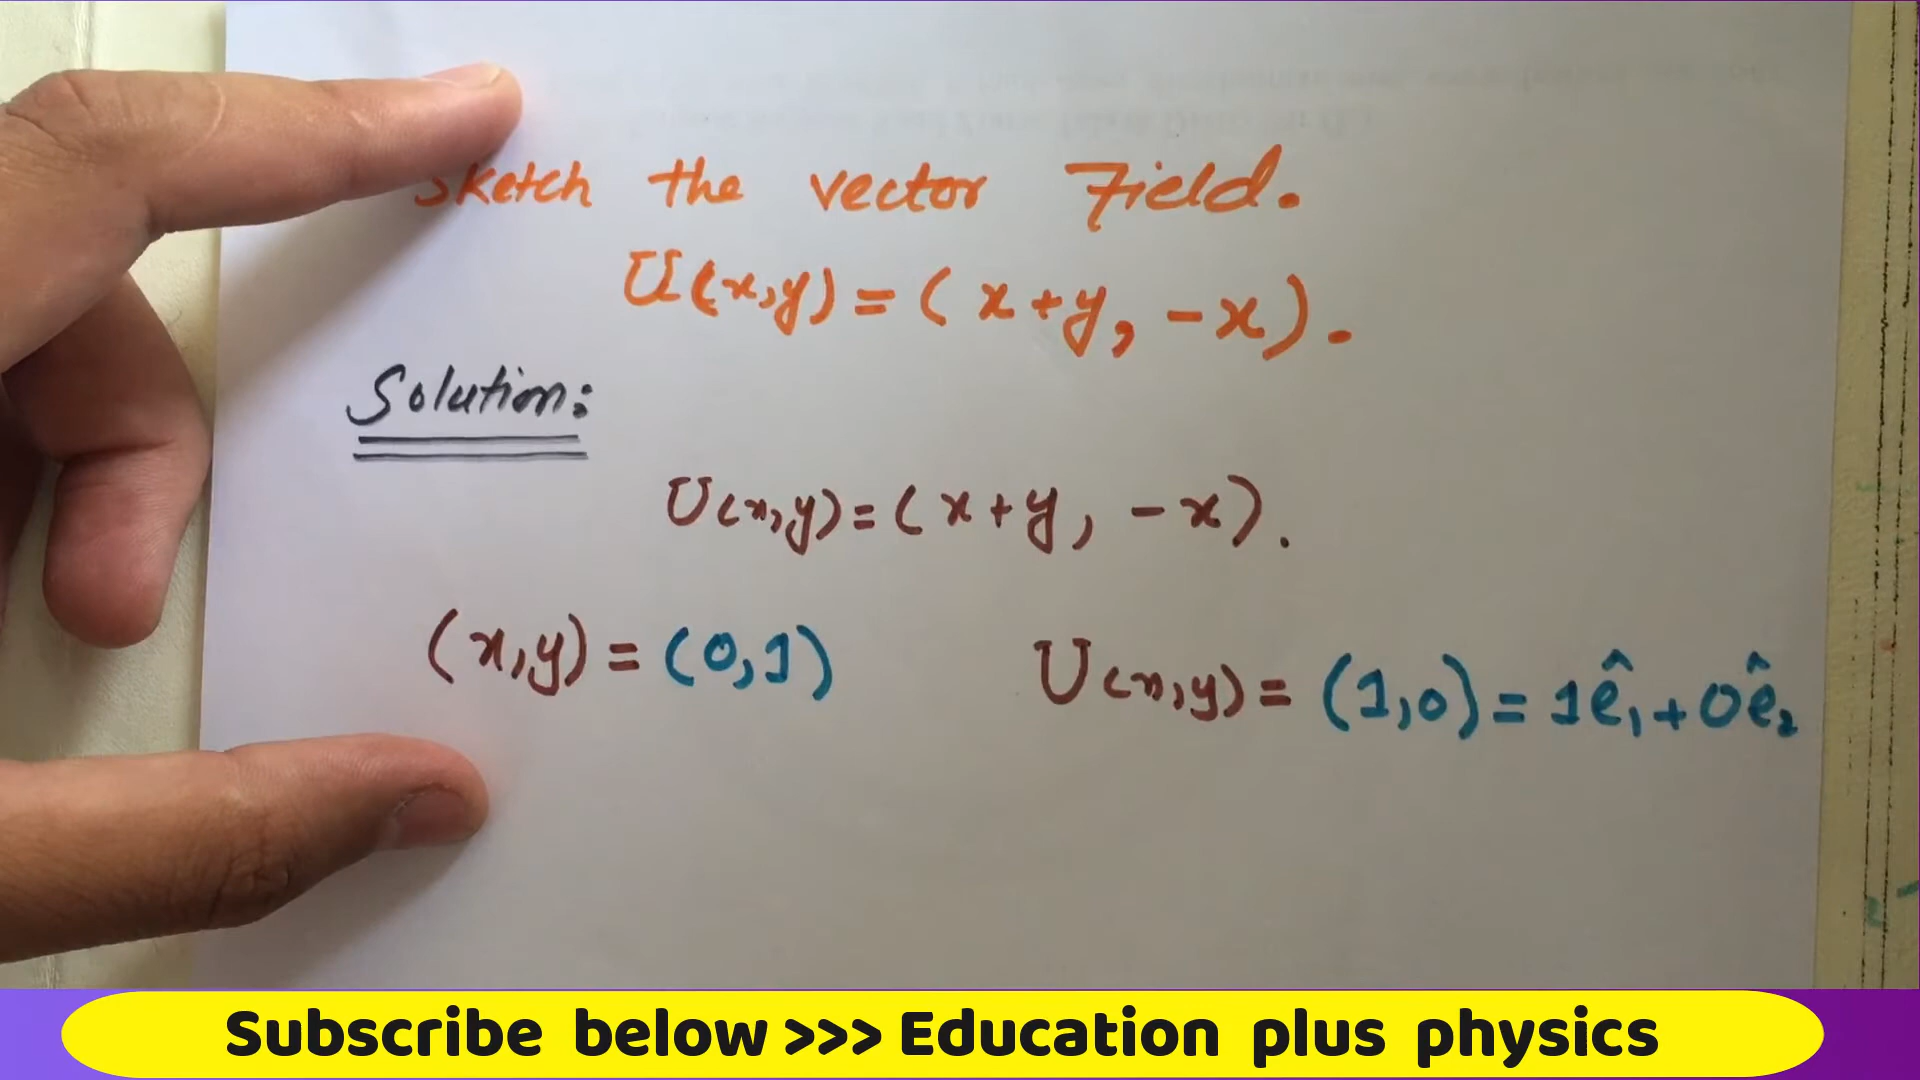 Sketch the vector Field.
U(x,y) = (x+y, -x).
Solution:
U(x,y) = (x+y, -x).
(x,y) = (0,1) U(x,y) = (1,0) = 1ê₁ + 0ê₂
Subscribe below >>> Education plus physics